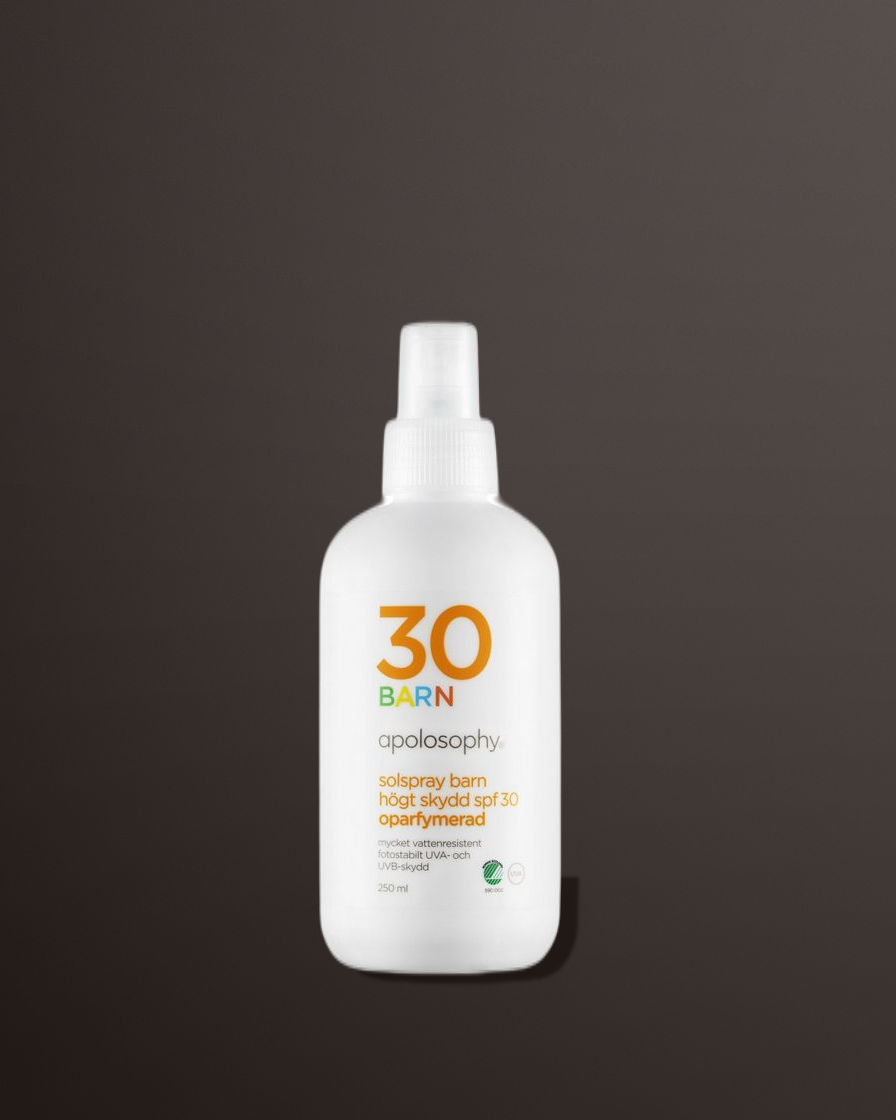 30
BARN
apolosophy
solspray barn
högt skydd spf 30
oparfymerad
mycket vattenresistent
fotostabilt UVA- och
UVB-skydd
250 ml
UVA